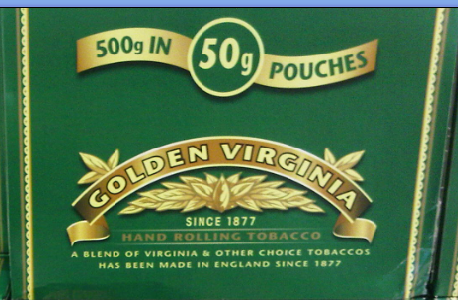 500g IN 50g POUCHES
GOLDEN VIRGINIA
SINCE 1877
HAND ROLLING TOBACCO
A BLEND OF VIRGINIA & OTHER CHOICE TOBACCOS
HAS BEEN MADE IN ENGLAND SINCE 1877